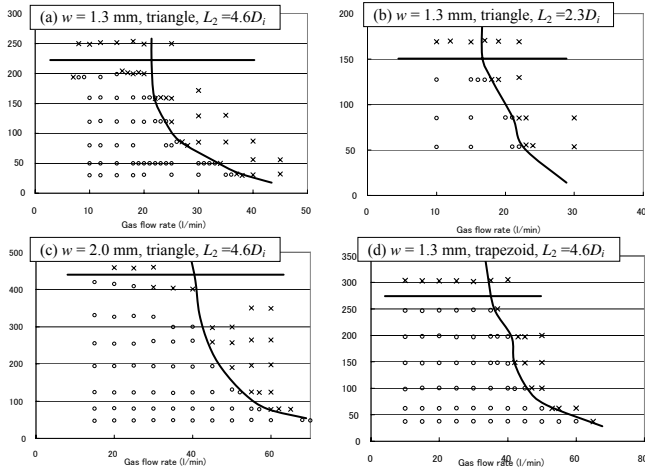 (a) w = 1.3 mm, triangle, L2 =4.6Di
300
250
200
150
100
50
0
0 10 20 30 40 50
Gas flow rate (l/min)
(b) w = 1.3 mm, triangle, L2 =2.3Di
200
150
100
50
0
0 10 20 30 40
Gas flow rate (l/min)
(c) w = 2.0 mm, triangle, L2 =4.6Di
500
400
300
200
100
0
0 20 40 60
Gas flow rate (l/min)
(d) w = 1.3 mm, trapezoid, L2 =4.6Di
350
300
250
200
150
100
50
0
0 20 40 60 80
Gas flow rate (l/min)